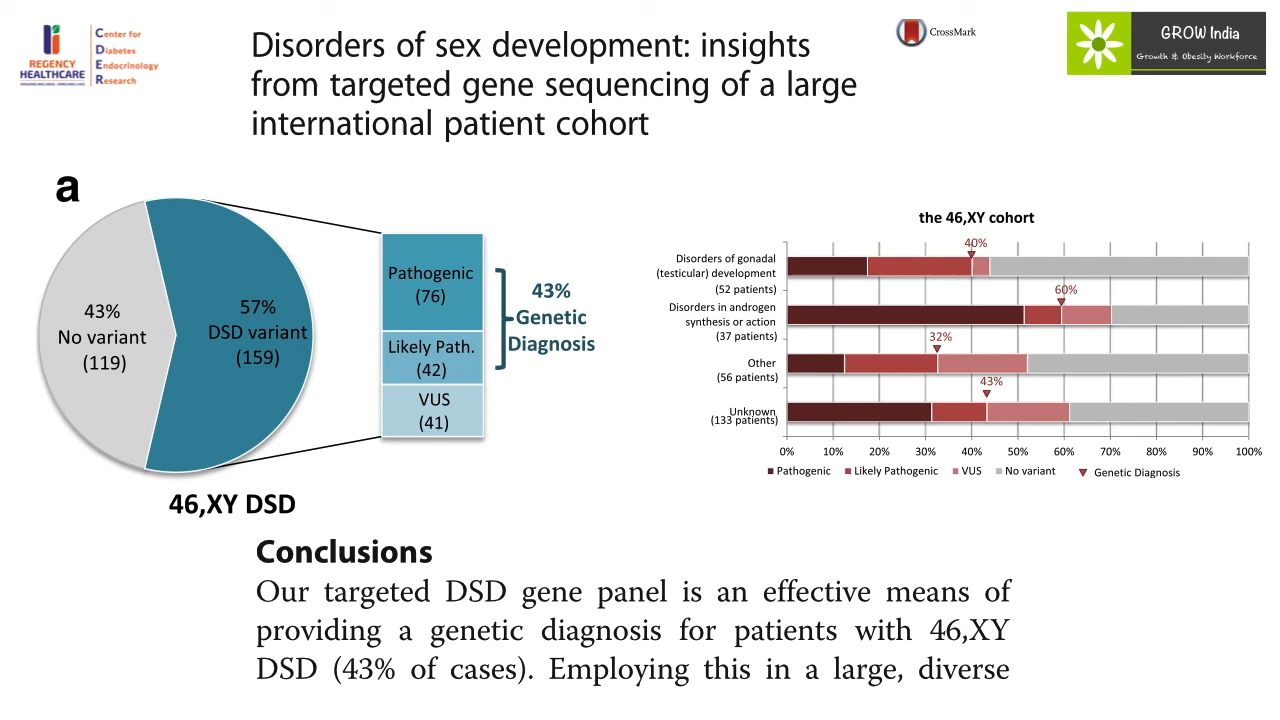 REGENCY
HEALTHCARE
Center for
Diabetes
Endocrinology
Research
Disorders of sex development: insights
from targeted gene sequencing of a large
international patient cohort
CrossMark
GROW India
Growth & Obesity Workforce
a
43%
No variant
(119)
57%
DSD variant
(159)
Pathogenic
(76)
Likely Path.
(42)
VUS
(41)
43%
Genetic
Diagnosis
46,XY DSD
the 46,XY cohort
40%
Disorders of gonadal
(testicular) development
(52 patients)
60%
Disorders in androgen
synthesis or action
(37 patients)
32%
Other
(56 patients)
43%
Unknown
(133 patients)
0% 10% 20% 30% 40% 50% 60% 70% 80% 90% 100%
Pathogenic Likely Pathogenic VUS No variant Genetic Diagnosis
Conclusions
Our targeted DSD gene panel is an effective means of
providing a genetic diagnosis for patients with 46,XY
DSD (43% of cases). Employing this in a large, diverse